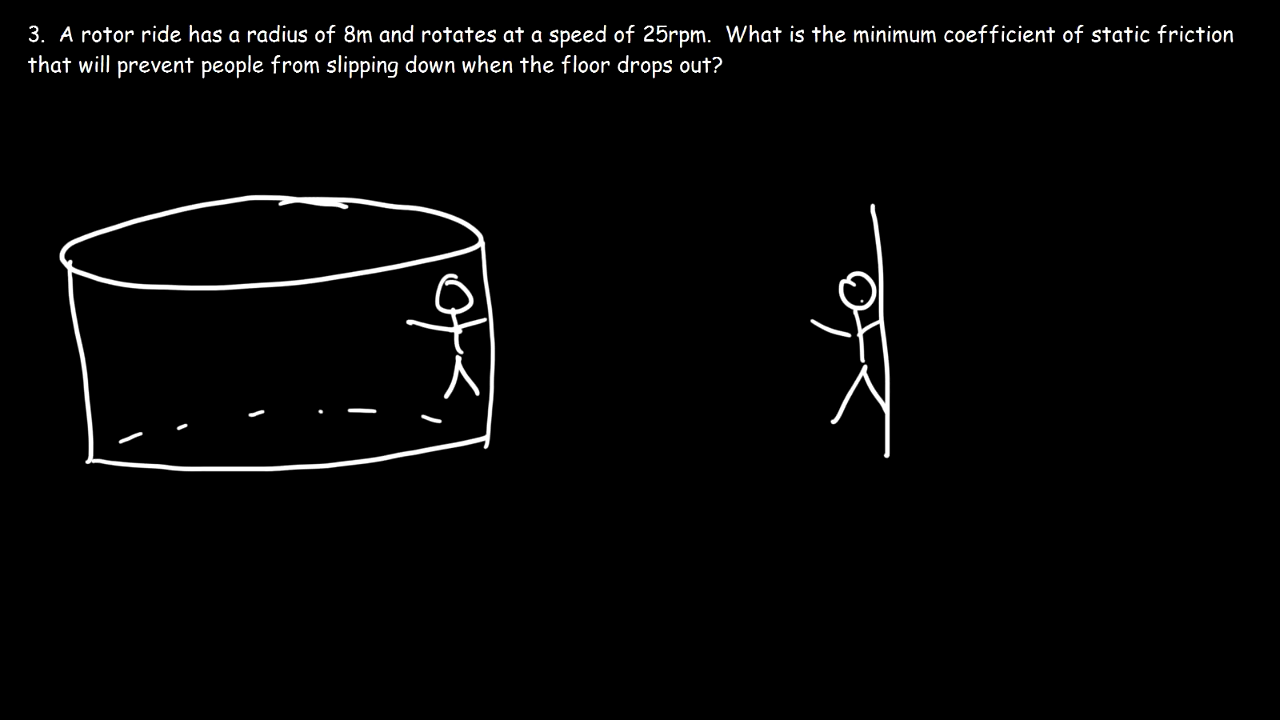 3. A rotor ride has a radius of 8m and rotates at a speed of 25rpm. What is the minimum coefficient of static friction
that will prevent people from slipping down when the floor drops out?